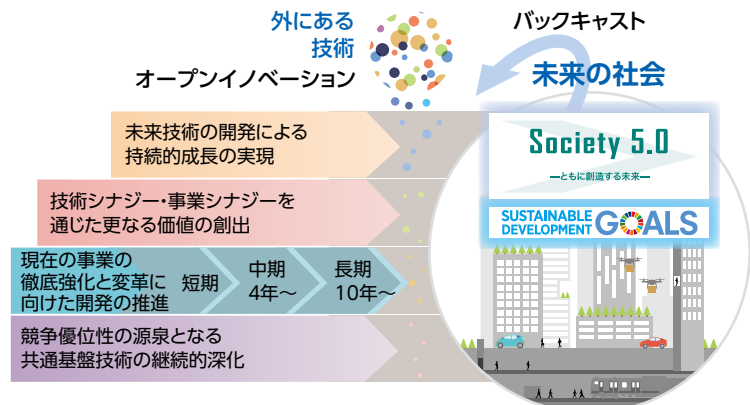 外にある
技術
オープンイノベーション
バックキャスト
未来の社会
未来技術の開発による
持続的成長の実現
Society 5.0
―ともに創造する未来―
技術シナジー・事業シナジーを
通じた更なる価値の創出
SUSTAINABLE
DEVELOPMENT
GOALS
現在の事業の
徹底強化と変革に
向けた開発の推進
短期
中期
4年～
長期
10年～
競争優位性の源泉となる
共通基盤技術の継続的深化